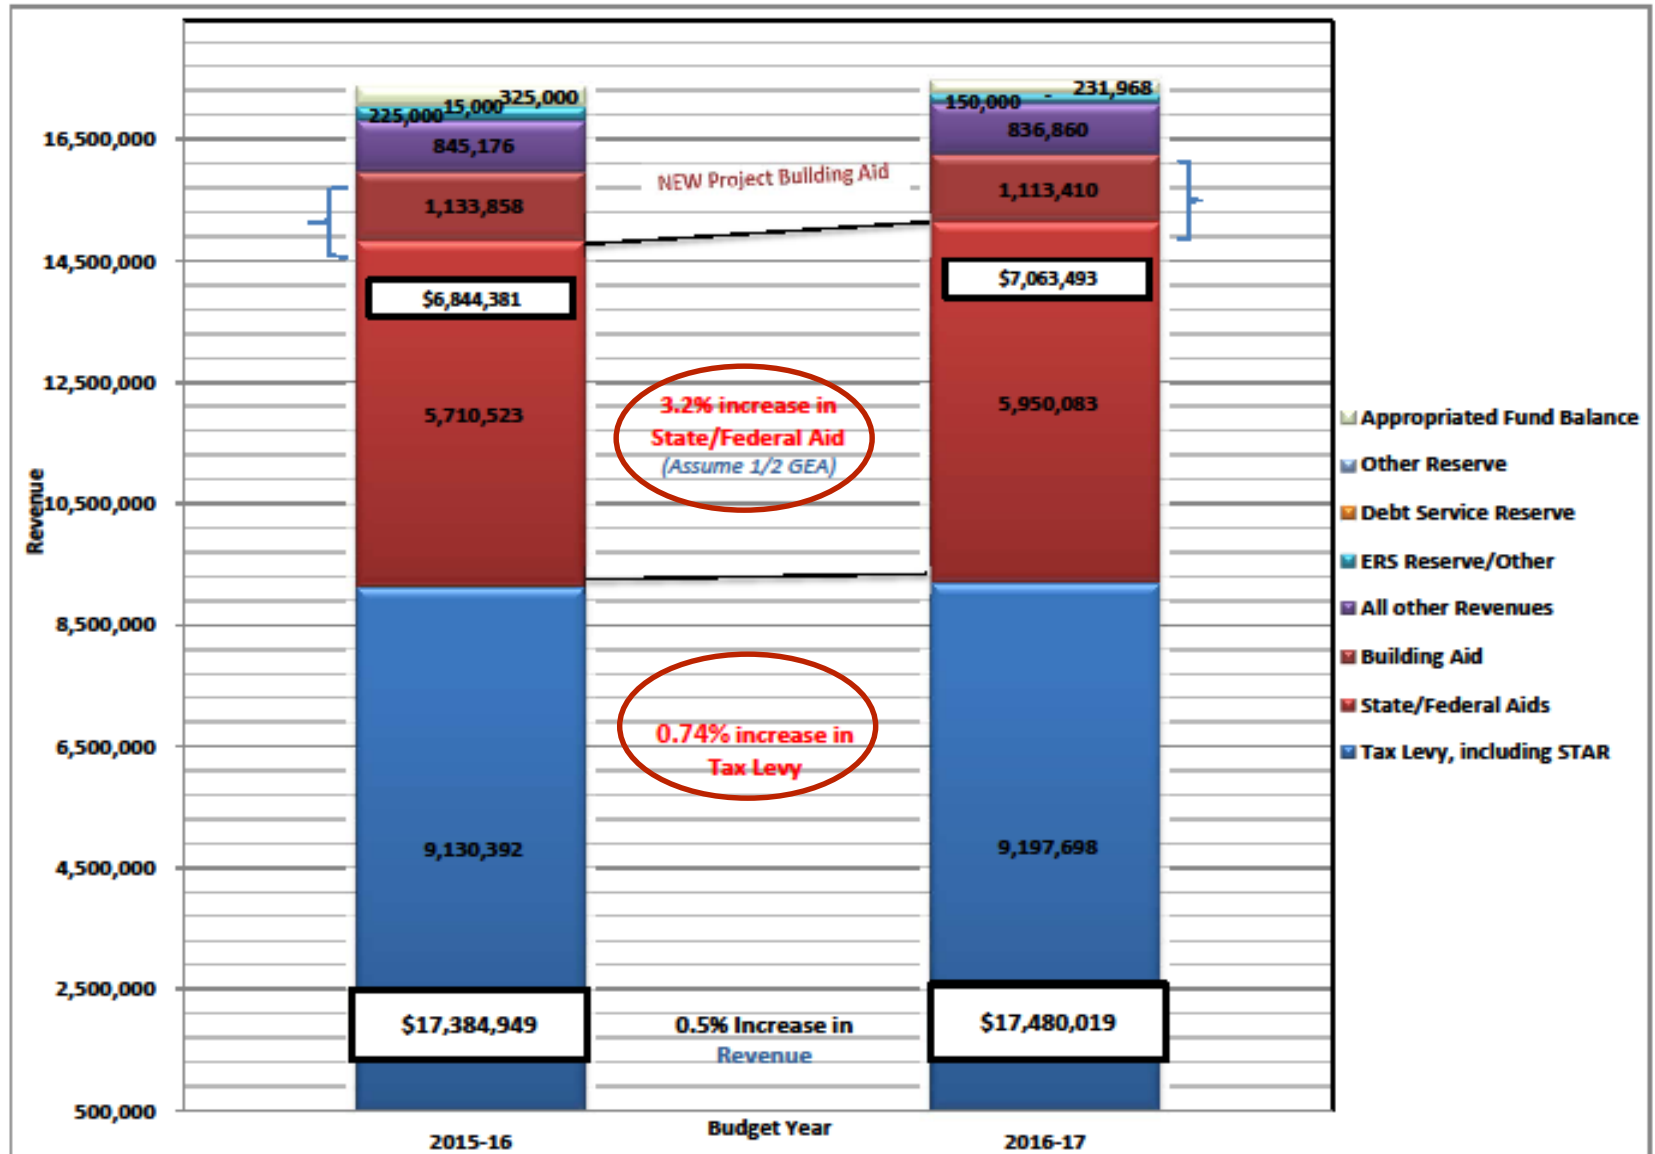 325,000
15,000
225,000
845,176
1,133,858
$6,844,381
5,710,523
9,130,392
$17,384,949
231,968
-
150,000
836,860
1,113,410
$7,063,493
5,950,083
9,197,698
$17,480,019
NEW Project Building Aid
3.2% increase in
State/Federal Aid
(Assume 1/2 GEA)
0.74% increase in
Tax Levy
0.5% Increase in
Revenue
16,500,000
14,500,000
12,500,000
10,500,000
8,500,000
6,500,000
4,500,000
2,500,000
500,000
Revenue
2015-16
Budget Year
2016-17
Appropriated Fund Balance
Other Reserve
Debt Service Reserve
ERS Reserve/Other
All other Revenues
Building Aid
State/Federal Aids
Tax Levy, including STAR